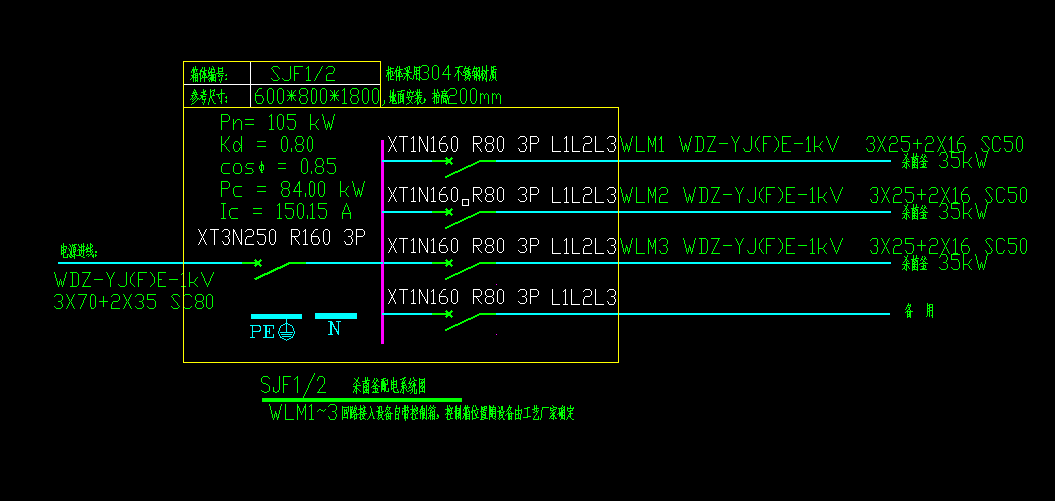 箱体编号: SJF1/2 柜体采用304不锈钢材质
参考尺寸: 600*800*1800,地面安装,抬高200mm
Pn= 105 kW
Kd = 0.80
cosφ = 0.85
Pc = 84.00 kW
Ic = 150.15 A
XT3N250 R160 3P
电源进线:
WDZ-YJ(F)E-1kV
3X70+2X35 SC80
XT1N160 R80 3P L1L2L3 WLM1 WDZ-YJ(F)E-1kV 3X25+2X16 SC50
杀菌釜 35kW
XT1N160 R80 3P L1L2L3 WLM2 WDZ-YJ(F)E-1kV 3X25+2X16 SC50
杀菌釜 35kW
XT1N160 R80 3P L1L2L3 WLM3 WDZ-YJ(F)E-1kV 3X25+2X16 SC50
杀菌釜 35kW
XT1N160 R80 3P L1L2L3
备 用
PE N
SJF1/2 杀菌釜配电系统图
WLM1~3回路接入设备自带控制箱，控制箱位置随设备由工艺厂家确定